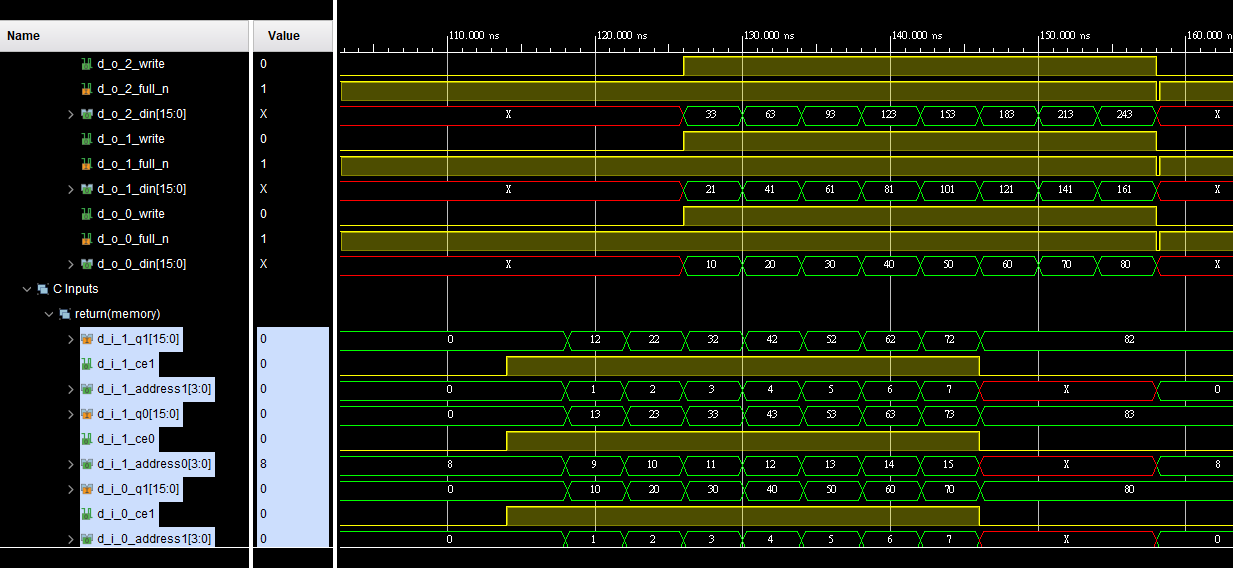 Name Value
110.000 ns 120.000 ns 130.000 ns 140.000 ns 150.000 ns 160.000 n
d_o_2_write 0
d_o_2_full_n 1
d_o_2_din[15:0] X X 33 63 93 123 153 183 213 243 X
d_o_1_write 0
d_o_1_full_n 1
d_o_1_din[15:0] X X 21 41 61 81 101 121 141 161 X
d_o_0_write 0
d_o_0_full_n 1
d_o_0_din[15:0] X X 10 20 30 40 50 60 70 80 X
C Inputs
return(memory)
d_i_1_q1[15:0] 0 0 12 22 32 42 52 62 72 82
d_i_1_ce1 0
d_i_1_address1[3:0] 0 0 1 2 3 4 5 6 7 X 0
d_i_1_q0[15:0] 0 0 13 23 33 43 53 63 73 83
d_i_1_ce0 0
d_i_1_address0[3:0] 8 8 9 10 11 12 13 14 15 X 8
d_i_0_q1[15:0] 0 0 10 20 30 40 50 60 70 80
d_i_0_ce1 0
d_i_0_address1[3:0] 0 0 1 2 3 4 5 6 7 X 0